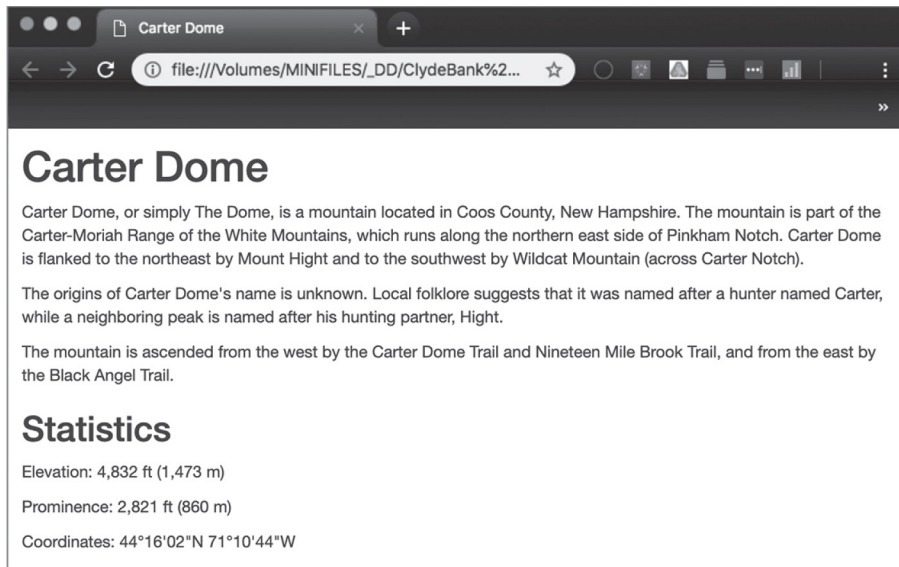 Carter Dome
file:///Volumes/MINIFILES/_DD/ClydeBank%2...
Carter Dome
Carter Dome, or simply The Dome, is a mountain located in Coos County, New Hampshire. The mountain is part of the
Carter-Moriah Range of the White Mountains, which runs along the northern east side of Pinkham Notch. Carter Dome
is flanked to the northeast by Mount Hight and to the southwest by Wildcat Mountain (across Carter Notch).
The origins of Carter Dome's name is unknown. Local folklore suggests that it was named after a hunter named Carter,
while a neighboring peak is named after his hunting partner, Hight.
The mountain is ascended from the west by the Carter Dome Trail and Nineteen Mile Brook Trail, and from the east by
the Black Angel Trail.
Statistics
Elevation: 4,832 ft (1,473 m)
Prominence: 2,821 ft (860 m)
Coordinates: 44°16'02"N 71°10'44"W